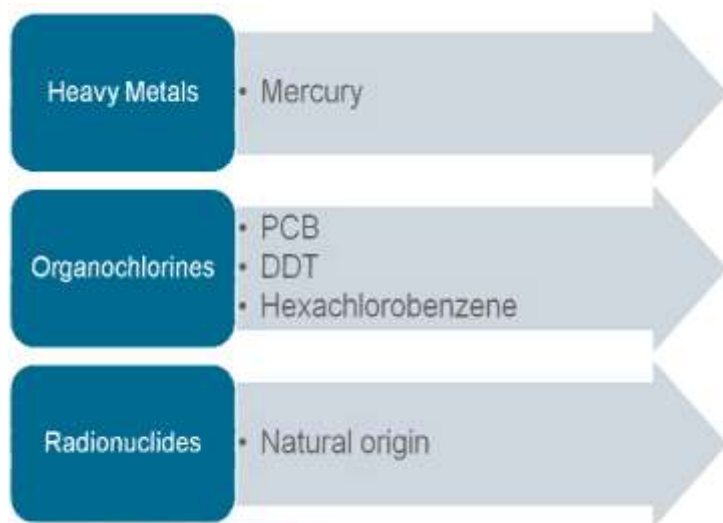 Heavy Metals
• Mercury
Organochlorines
• PCB
• DDT
• Hexachlorobenzene
Radionuclides
• Natural origin